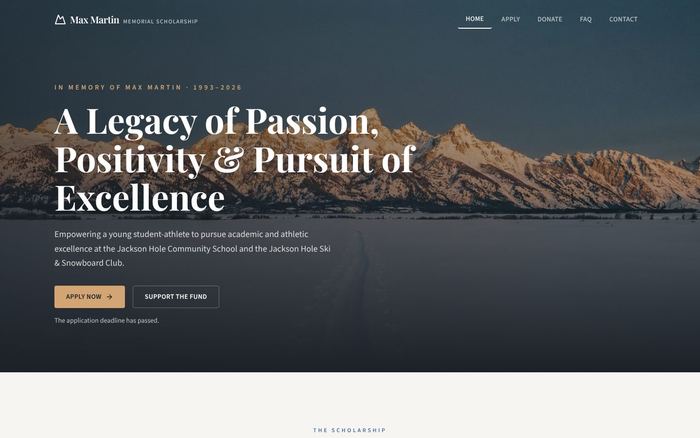 Max Martin MEMORIAL SCHOLARSHIP
HOME APPLY DONATE FAQ CONTACT
IN MEMORY OF MAX MARTIN · 1993–2026
A Legacy of Passion,
Positivity & Pursuit of
Excellence
Empowering a young student-athlete to pursue academic and athletic
excellence at the Jackson Hole Community School and the Jackson Hole Ski
& Snowboard Club.
APPLY NOW → SUPPORT THE FUND
The application deadline has passed.
THE SCHOLARSHIP